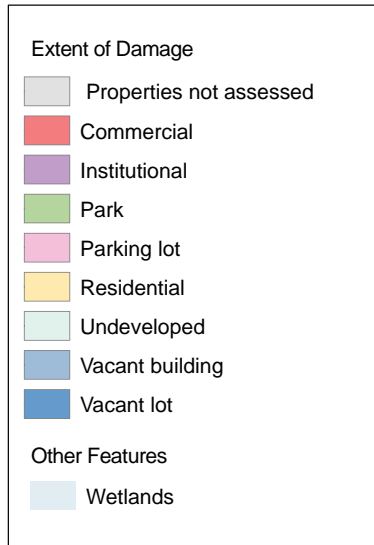 Extent of Damage
Properties not assessed
Commercial
Institutional
Park
Parking lot
Residential
Undeveloped
Vacant building
Vacant lot
Other Features
Wetlands